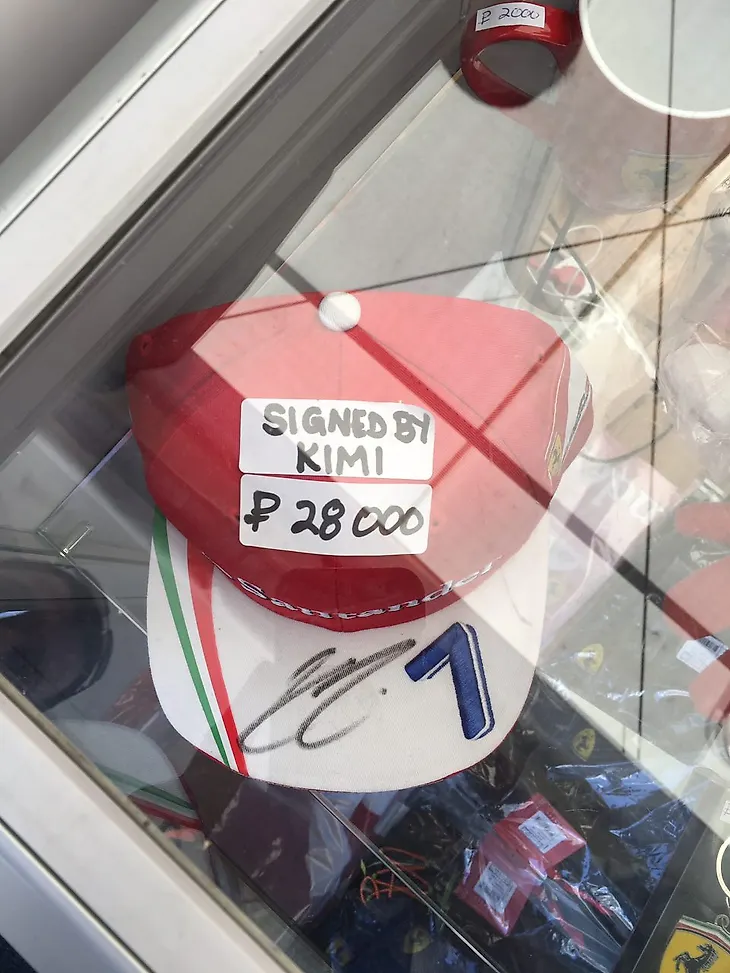 ₽ 2000
SIGNED BY
KIMI
₽ 28 000
Santander
7